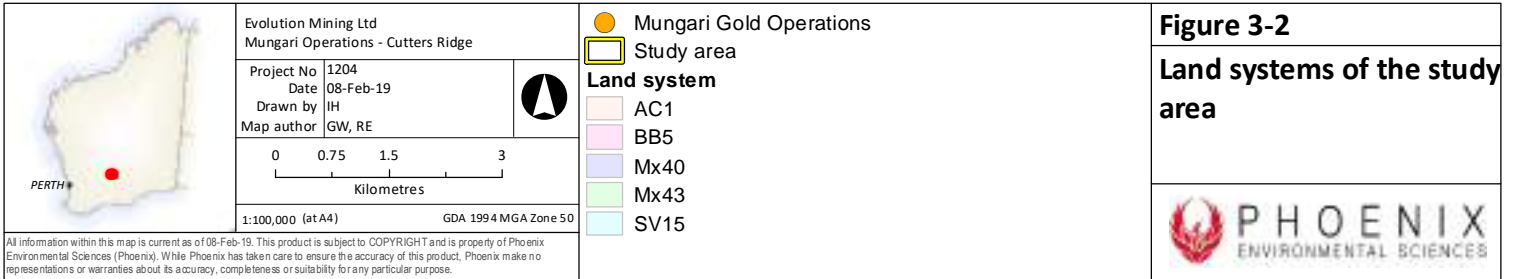 PERTH
Evolution Mining Ltd
Mungari Operations - Cutters Ridge
Project No 1204
Date 08-Feb-19
Drawn by IH
Map author GW, RE
0 0.75 1.5 3
Kilometres
1:100,000 (at A4) GDA 1994 MGA Zone 50
All information within this map is current as of 08-Feb-19. This product is subject to COPYRIGHT and is property of Phoenix
Environmental Sciences (Phoenix). While Phoenix has taken care to ensure the accuracy of this product, Phoenix make no
representations or warranties about its accuracy, completeness or suitability for any particular purpose.
Mungari Gold Operations
Study area
Land system
AC1
BB5
Mx40
Mx43
SV15
Figure 3-2
Land systems of the study
area
PHOENIX
ENVIRONMENTAL SCIENCES